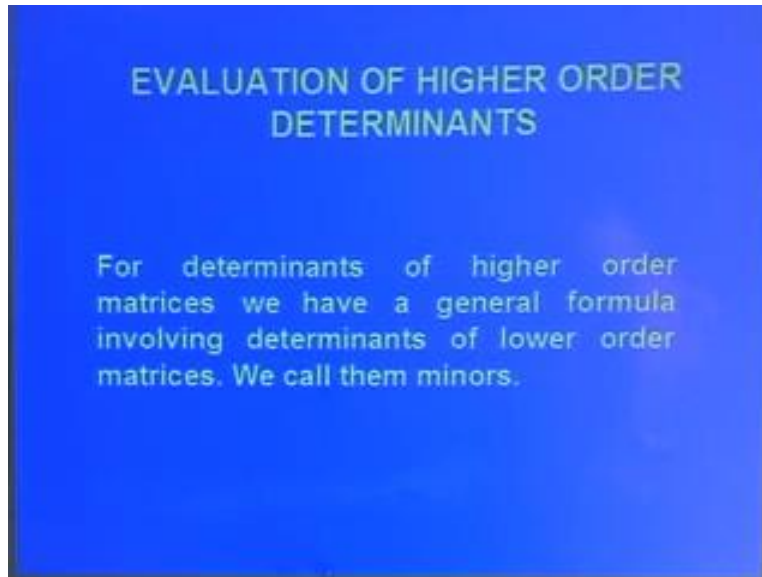 EVALUATION OF HIGHER ORDER
DETERMINANTS
For determinants of higher order
matrices we have a general formula
involving determinants of lower order
matrices. We call them minors.